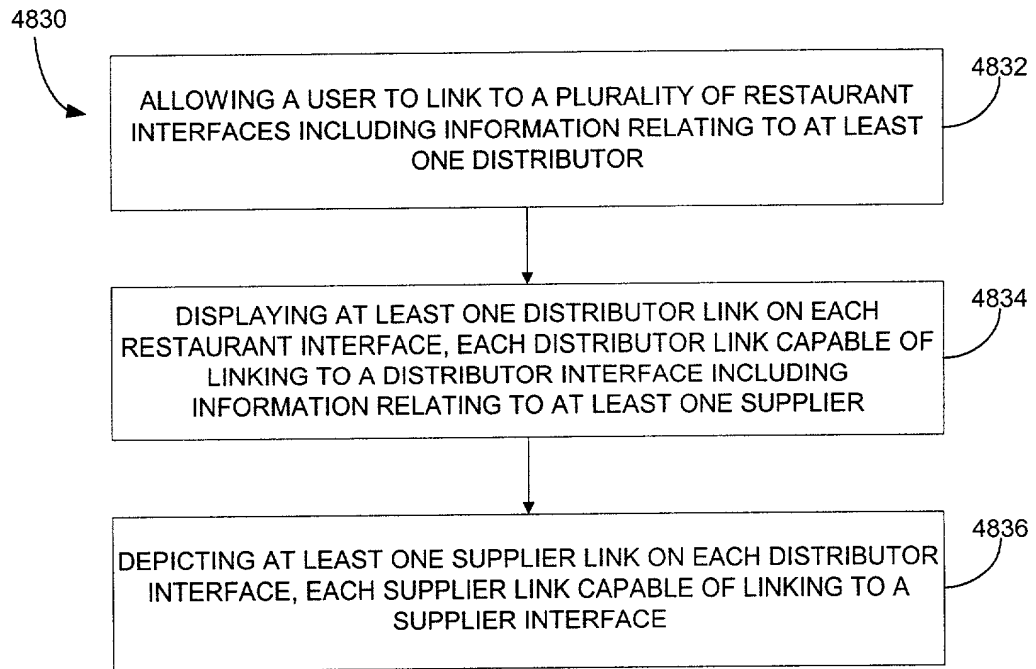 4830
4832
ALLOWING A USER TO LINK TO A PLURALITY OF RESTAURANT
INTERFACES INCLUDING INFORMATION RELATING TO AT LEAST
ONE DISTRIBUTOR
4834
DISPLAYING AT LEAST ONE DISTRIBUTOR LINK ON EACH
RESTAURANT INTERFACE, EACH DISTRIBUTOR LINK CAPABLE OF
LINKING TO A DISTRIBUTOR INTERFACE INCLUDING
INFORMATION RELATING TO AT LEAST ONE SUPPLIER
4836
DEPICTING AT LEAST ONE SUPPLIER LINK ON EACH DISTRIBUTOR
INTERFACE, EACH SUPPLIER LINK CAPABLE OF LINKING TO A
SUPPLIER INTERFACE